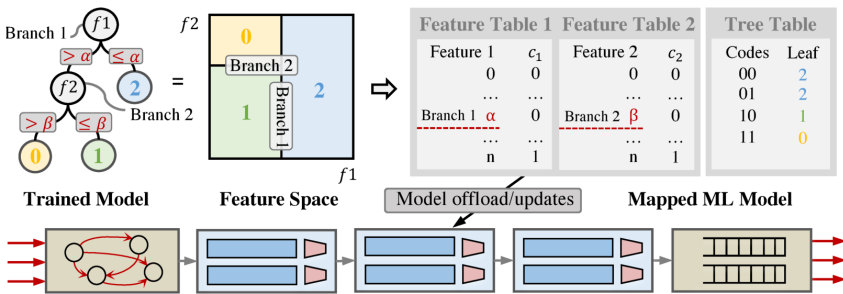 Branch 1
f1
> α
≤ α
f2
2
Branch 2
> β
≤ β
0
1
Trained Model
=
f2
0
Branch 2
1
Branch 1
2
f1
Feature Space
Feature Table 1
Feature 1 c₁
0 0
... ...
Branch 1 α 0
... ...
n 1
Feature Table 2
Feature 2 c₂
0 0
... ...
Branch 2 β 0
... ...
n 1
Tree Table
Codes Leaf
00 2
01 2
10 1
11 0
Model offload/updates
Mapped ML Model